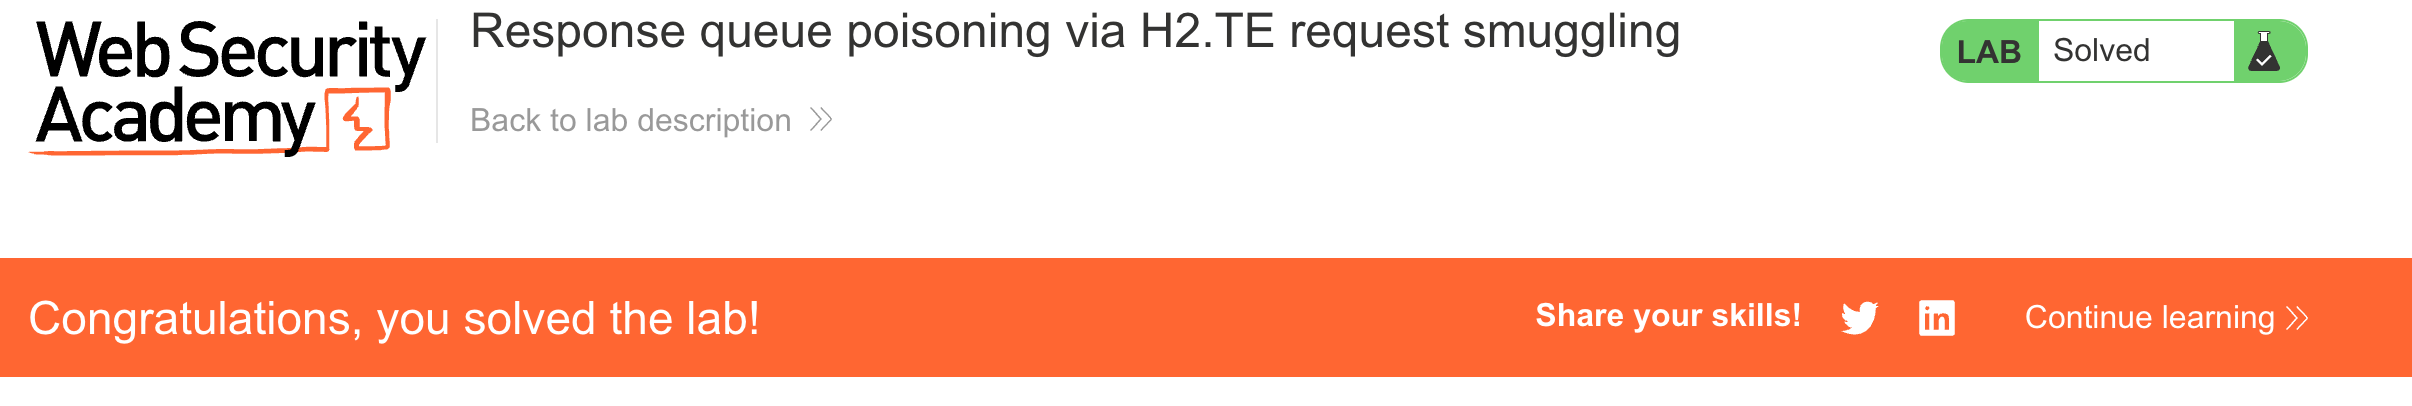 Web Security
Academy
Response queue poisoning via H2.TE request smuggling
Back to lab description
LAB Solved
Congratulations, you solved the lab!
Share your skills!
in
Continue learning